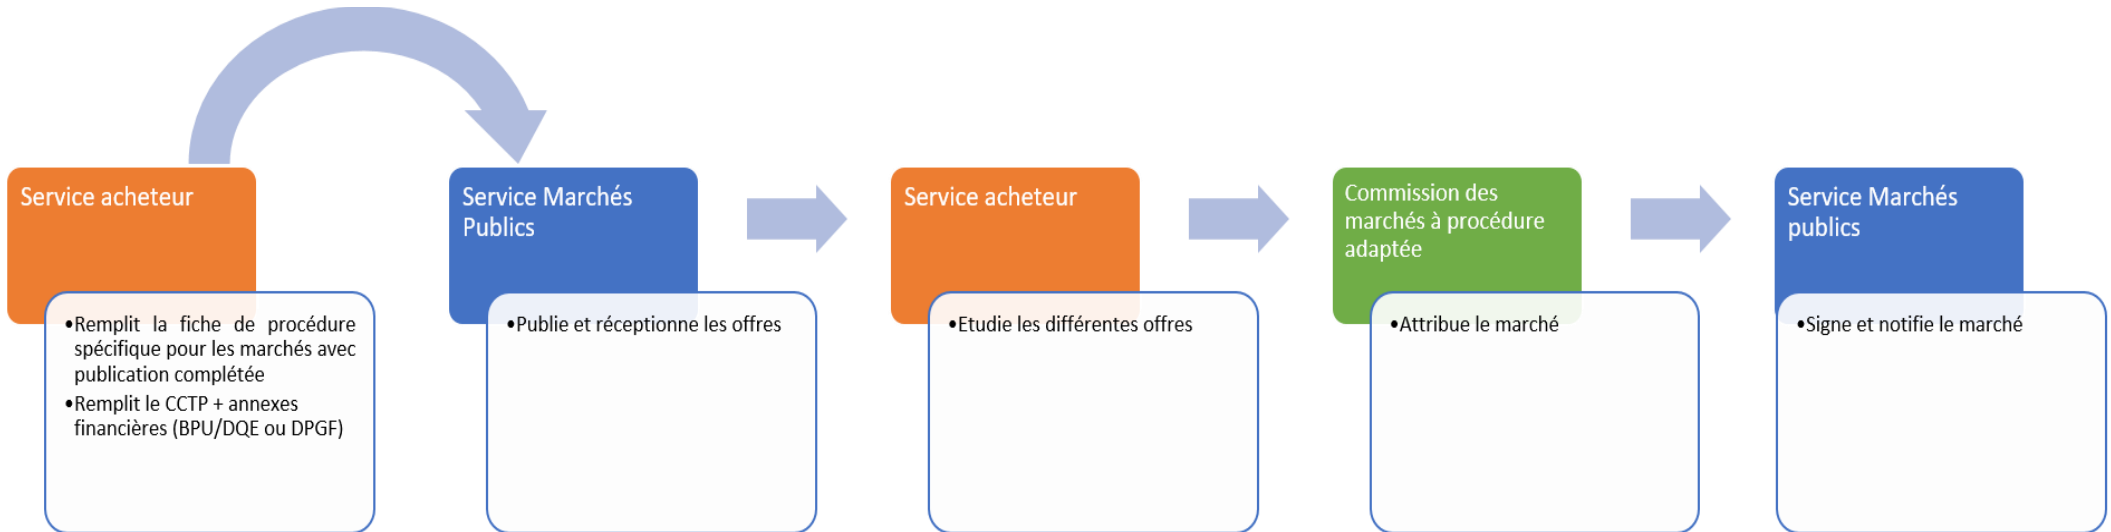 Service acheteur
•Remplit la fiche de procédure
spécifique pour les marchés avec
publication complétée
•Remplit le CCTP + annexes
financières (BPU/DQE ou DPGF)
Service Marchés
Publics
•Publie et réceptionne les offres
Service acheteur
•Etudie les différentes offres
Commission des
marchés à procédure
adaptée
•Attribue le marché
Service Marchés
publics
•Signe et notifie le marché